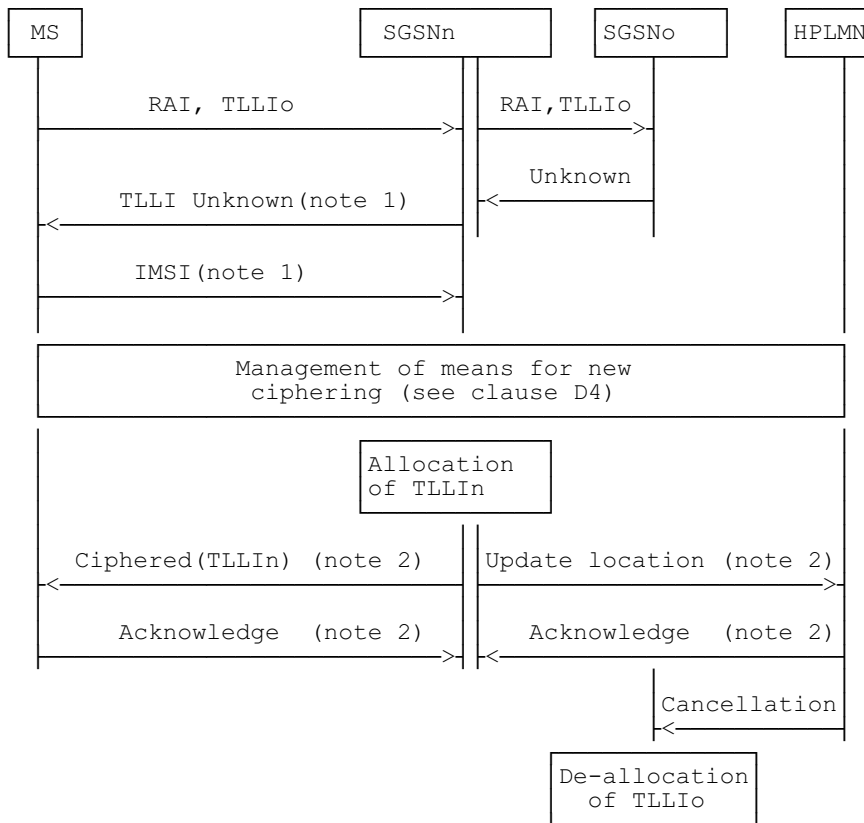 MS SGSNn SGSNo HPLMN
RAI, TLLIo RAI,TLLIo
Unknown
TLLI Unknown(note 1)
IMSI(note 1)
Management of means for new
ciphering (see clause D4)
Allocation
of TLLIn
Ciphered(TLLIn) (note 2) Update location (note 2)
Acknowledge (note 2) Acknowledge (note 2)
Cancellation
De-allocation
of TLLIo